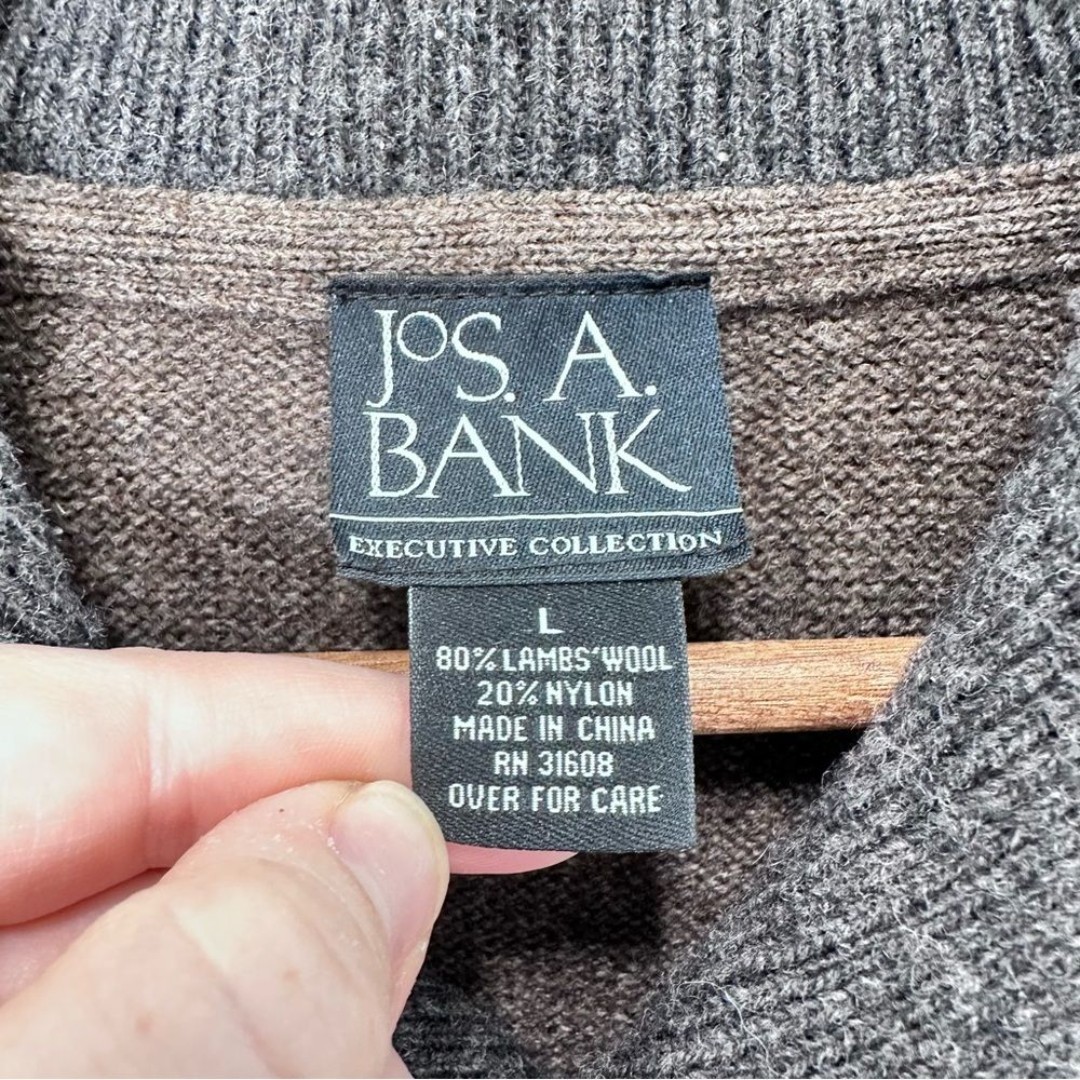 JoS. A.
BANK
EXECUTIVE COLLECTION
L
80% LAMBS' WOOL
20% NYLON
MADE IN CHINA
RN 31608
OVER FOR CARE